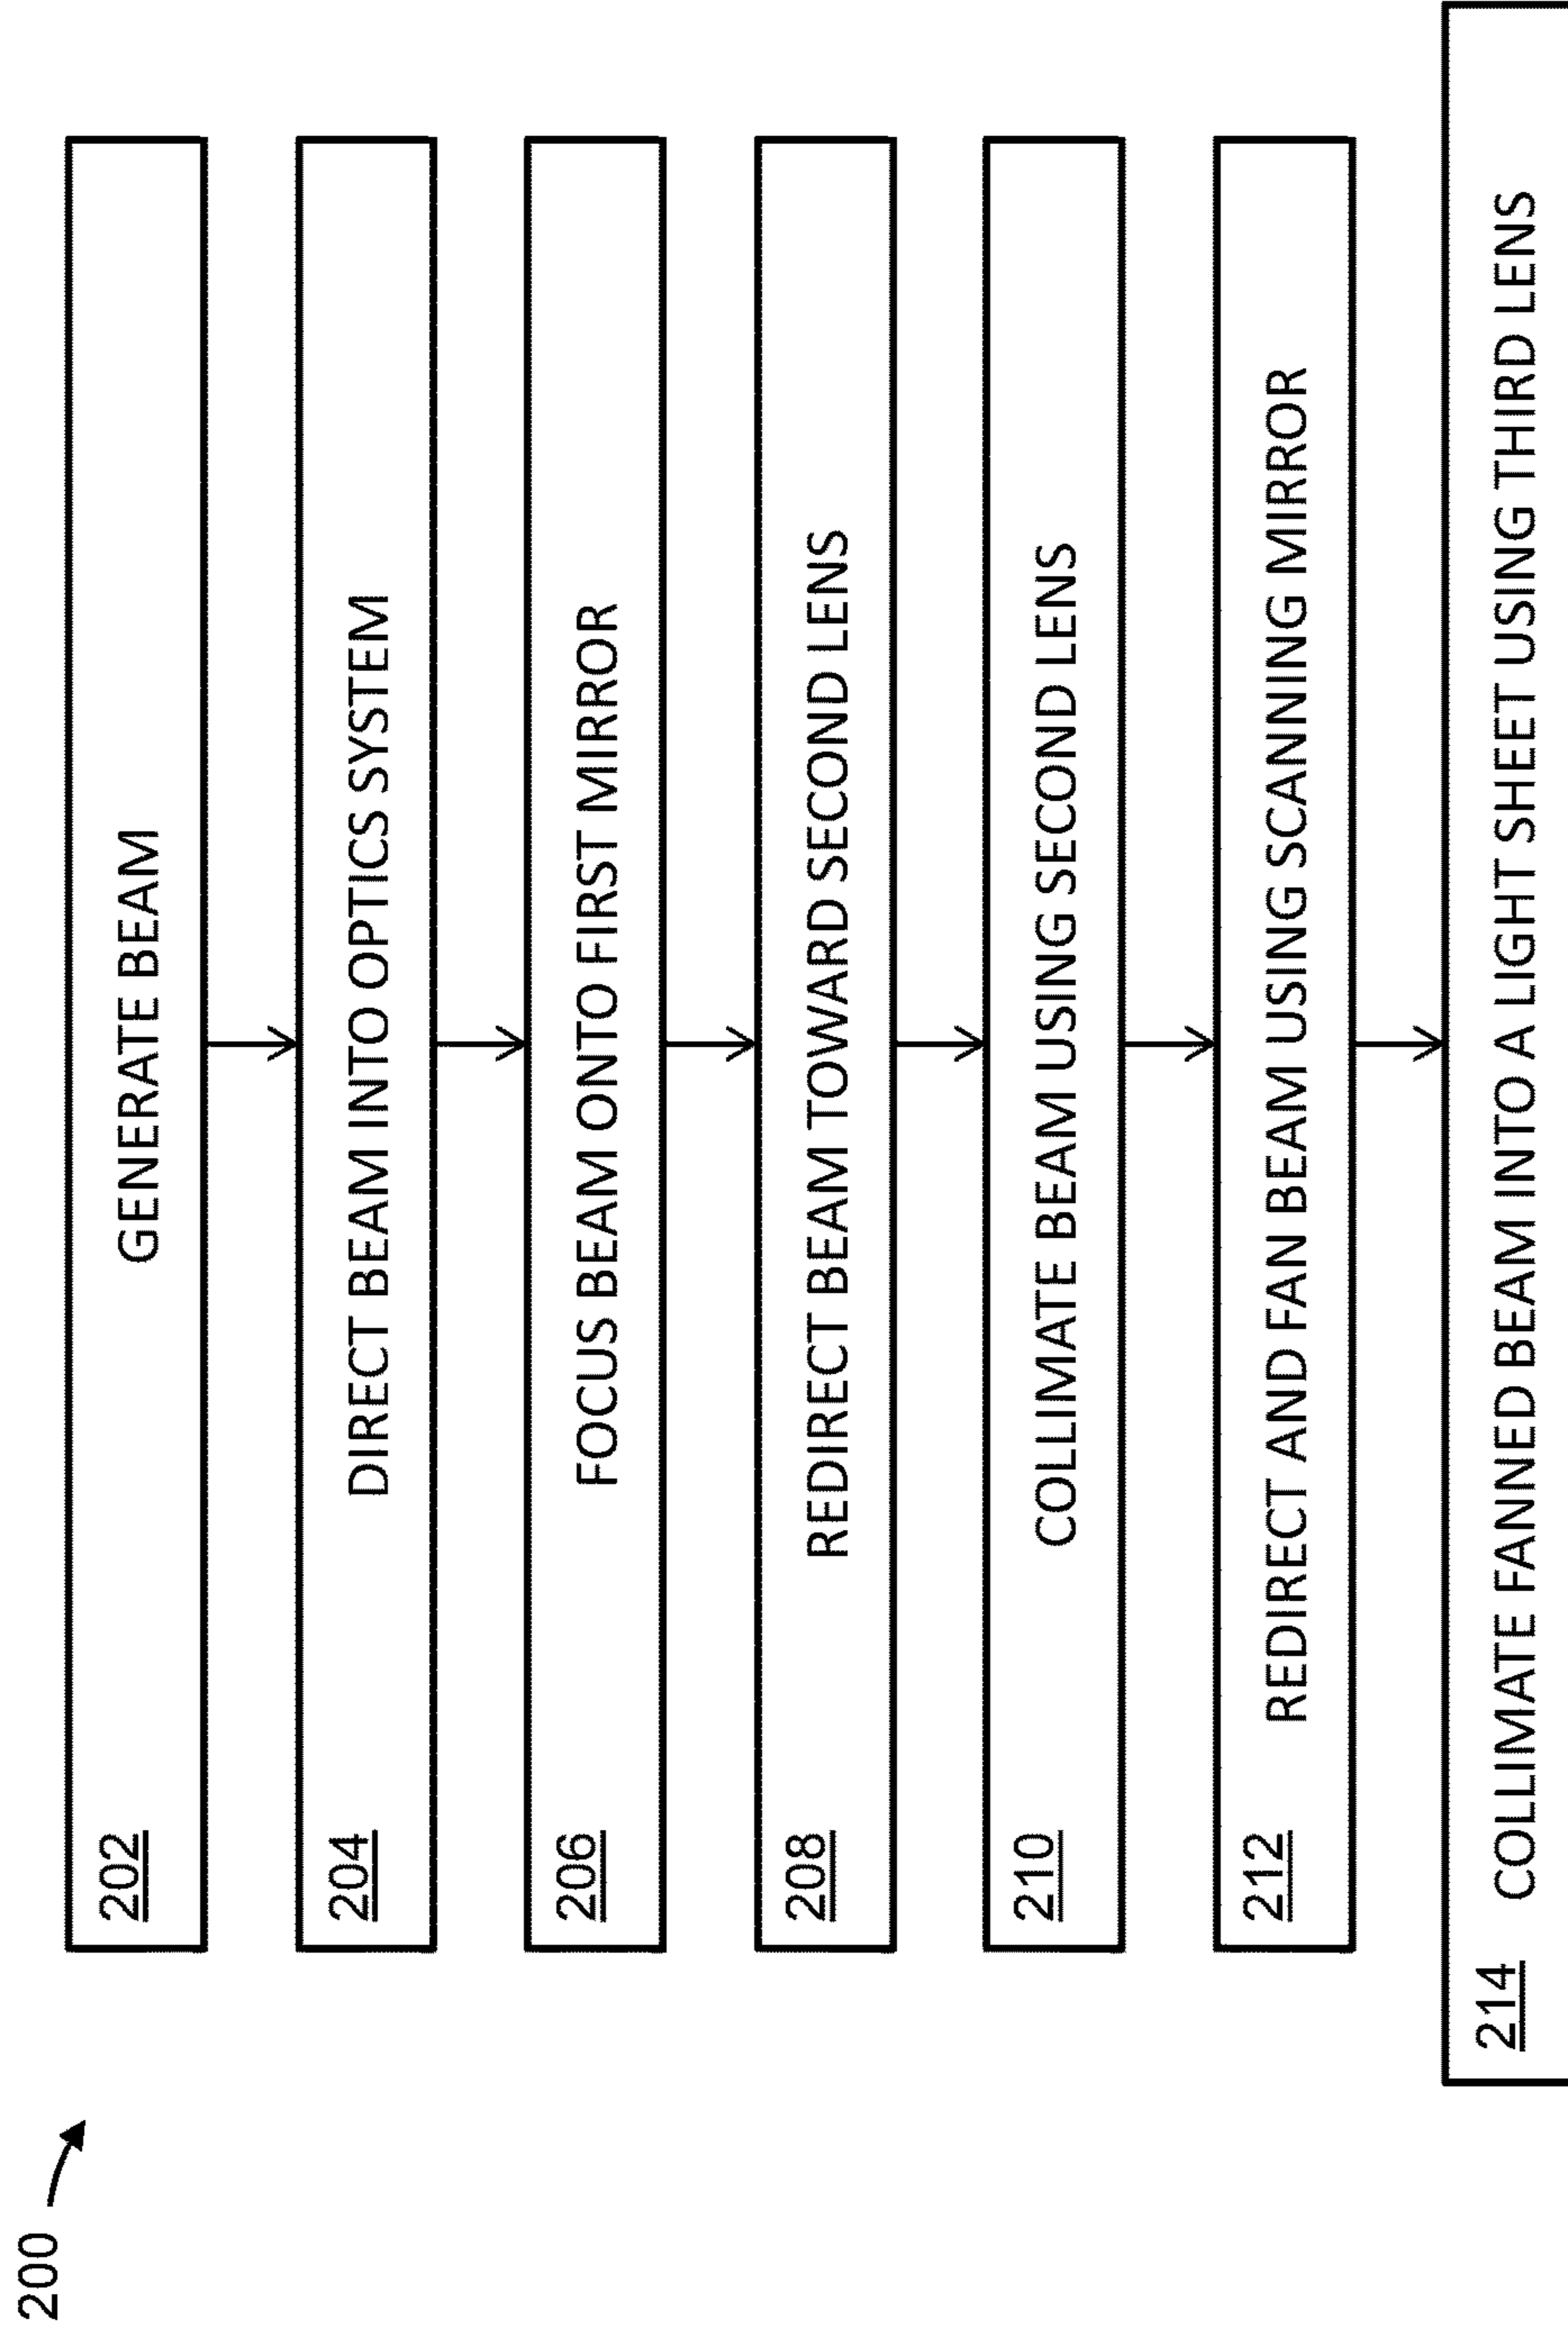 200
202
GENERATE BEAM
204
DIRECT BEAM INTO OPTICS SYSTEM
206
FOCUS BEAM ONTO FIRST MIRROR
208
REDIRECT BEAM TOWARD SECOND LENS
210
COLLIMATE BEAM USING SECOND LENS
212
REDIRECT AND FAN BEAM USING SCANNING MIRROR
214
COLLIMATE FANNED BEAM INTO A LIGHT SHEET USING THIRD LENS